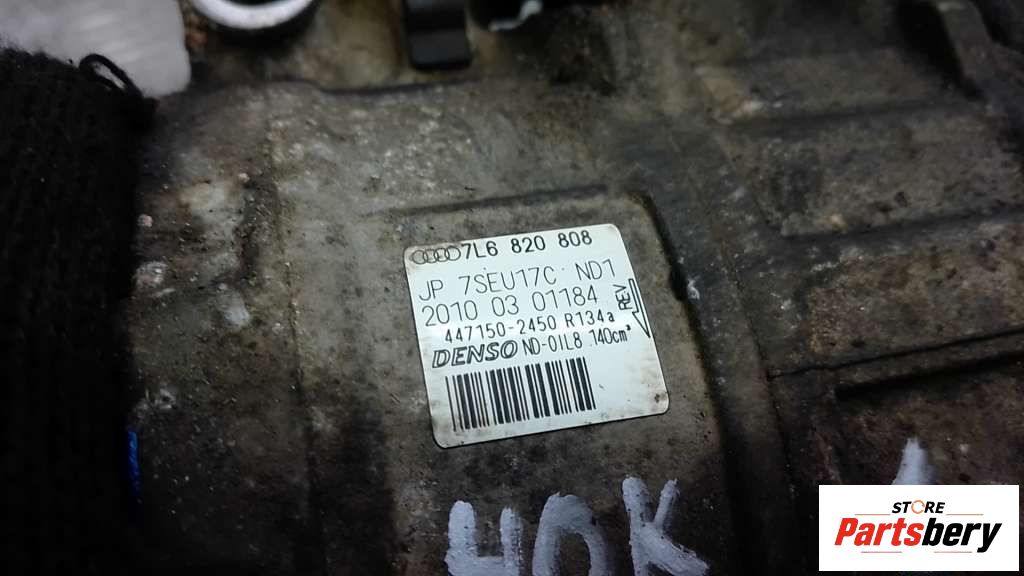 7L6 820 808
JP 7SEU17C ND1
2010 03 01184
447150-2450 R134a
DENSO ND-OIL8 140cm³
REV
40K
STORE
Partsbery